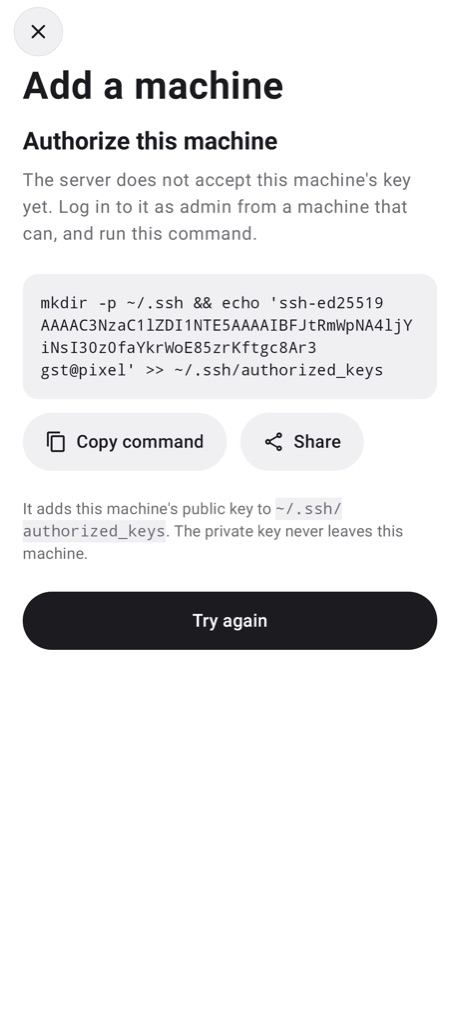 Add a machine
Authorize this machine
The server does not accept this machine's key
yet. Log in to it as admin from a machine that
can, and run this command.
mkdir -p ~/.ssh && echo 'ssh-ed25519
AAAAC3NzaC1lZDI1NTE5AAAAIBFJtRmWpNA4ljY
iNsI3Oz0faYkrWoE85zrKftgc8Ar3
gst@pixel' >> ~/.ssh/authorized_keys
Copy command
Share
It adds this machine's public key to ~/.ssh/
authorized_keys. The private key never leaves this
machine.
Try again